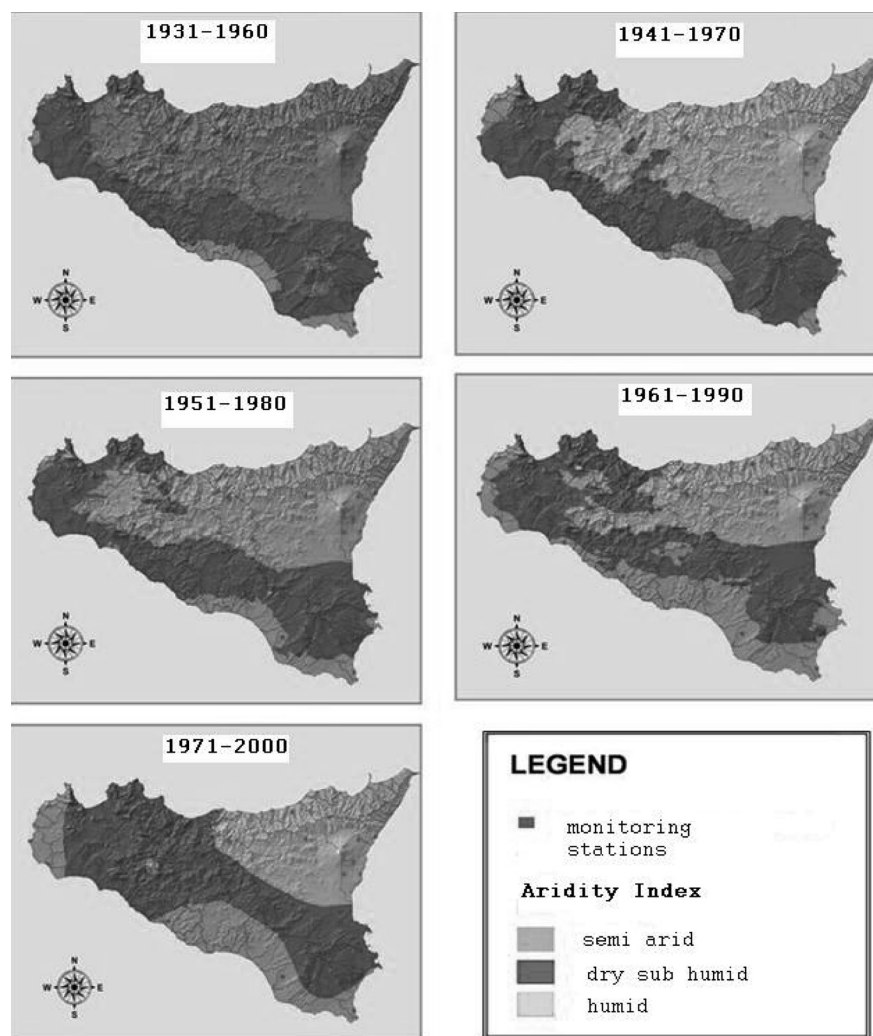 1931-1960
1941-1970
N
W E
S
N
W E
S
1951-1980
1961-1990
N
W E
S
N
W E
S
1971-2000
N
W E
S
LEGEND
monitoring
stations
Aridity Index
semi arid
dry sub humid
humid